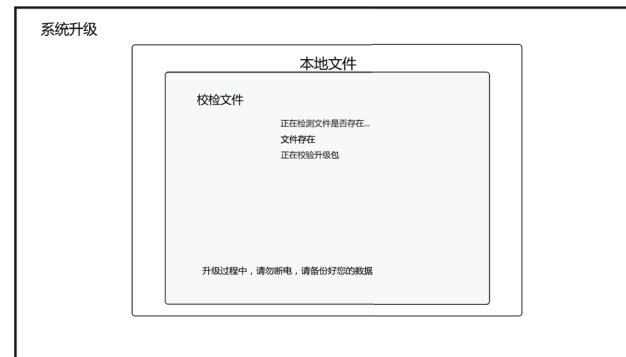 系统升级
本地文件
校检文件
正在检测文件是否存在...
文件存在
正在校验升级包
升级过程中，请勿断电，请备份好您的数据